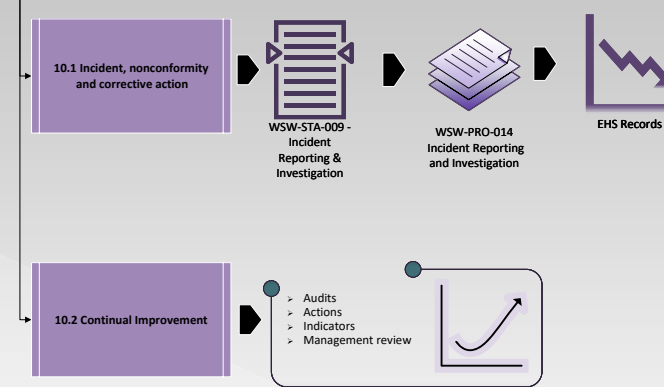 10.1 Incident, nonconformity
and corrective action
WSW-STA-009 -
Incident
Reporting &
Investigation
WSW-PRO-014
Incident Reporting
and Investigation
EHS Records
10.2 Continual Improvement
Audits
Actions
Indicators
Management review